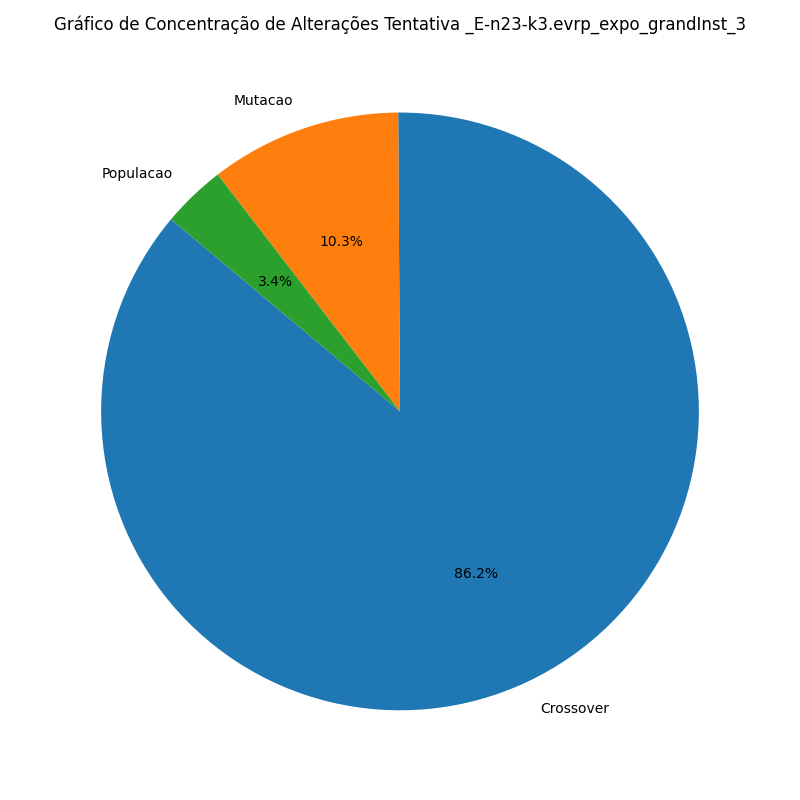 Gráfico de Concentração de Alterações Tentativa _E-n23-k3.evrp_expo_grandInst_3
Mutacao
Populacao
10.3%
3.4%
86.2%
Crossover